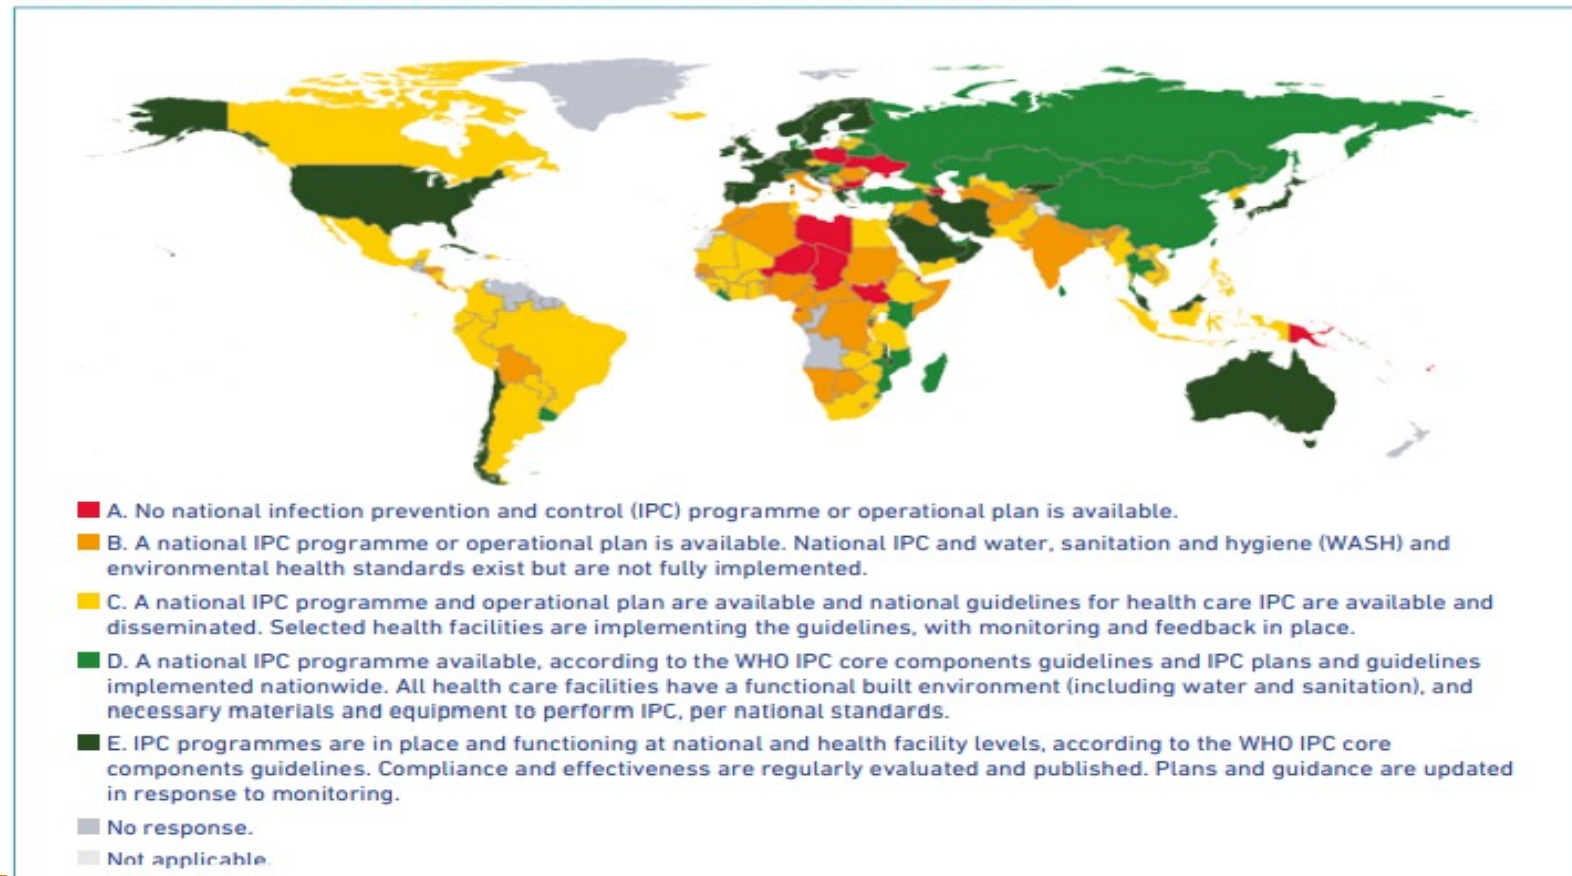 A. No national infection prevention and control (IPC) programme or operational plan is available.
B. A national IPC programme or operational plan is available. National IPC and water, sanitation and hygiene (WASH) and
environmental health standards exist but are not fully implemented.
C. A national IPC programme and operational plan are available and national guidelines for health care IPC are available and
disseminated. Selected health facilities are implementing the guidelines, with monitoring and feedback in place.
D. A national IPC programme available, according to the WHO IPC core components guidelines and IPC plans and guidelines
implemented nationwide. All health care facilities have a functional built environment (including water and sanitation), and
necessary materials and equipment to perform IPC, per national standards.
E. IPC programmes are in place and functioning at national and health facility levels, according to the WHO IPC core
components guidelines. Compliance and effectiveness are regularly evaluated and published. Plans and guidance are updated
in response to monitoring.
No response.
Not applicable.